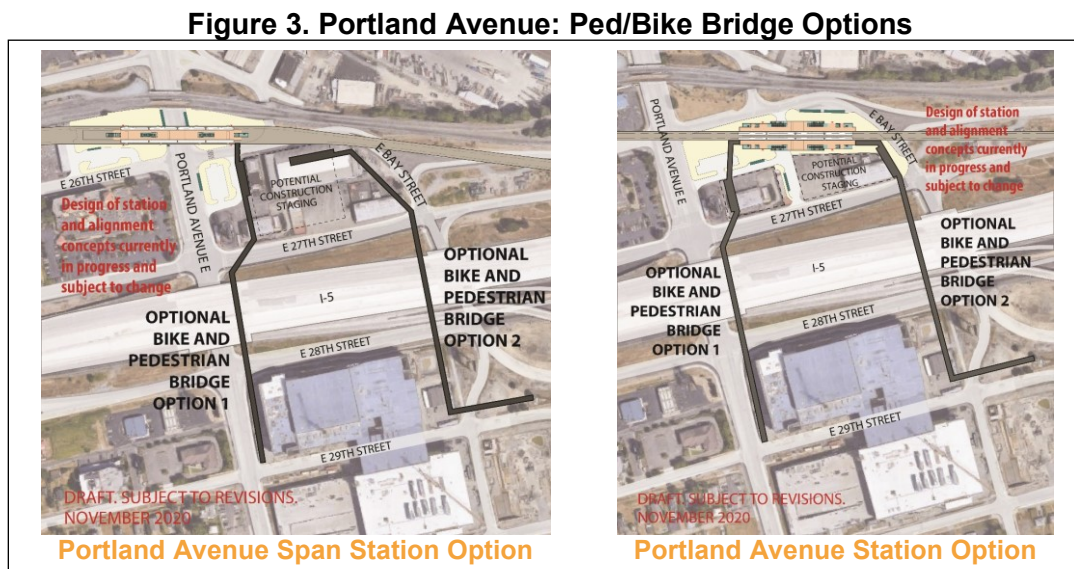 Figure 3. Portland Avenue: Ped/Bike Bridge Options
E 26TH STREET
PORTLAND AVENUE E
E BAY STREET
POTENTIAL
CONSTRUCTION
STAGING
Design of station
and alignment
concepts currently
in progress and
subject to change
E 27TH STREET
I-5
OPTIONAL
BIKE AND
PEDESTRIAN
BRIDGE
OPTION 1
OPTIONAL
BIKE AND
PEDESTRIAN
BRIDGE
OPTION 2
E 28TH STREET
E 29TH STREET
DRAFT. SUBJECT TO REVISIONS.
NOVEMBER 2020
Portland Avenue Span Station Option
PORTLAND AVENUE E
E BAY STREET
Design of station
and alignment
concepts currently
in progress and
subject to change
POTENTIAL
CONSTRUCTION
STAGING
E 27TH STREET
I-5
OPTIONAL
BIKE AND
PEDESTRIAN
BRIDGE
OPTION 1
OPTIONAL
BIKE AND
PEDESTRIAN
BRIDGE
OPTION 2
E 28TH STREET
E 29TH STREET
DRAFT. SUBJECT TO REVISIONS.
NOVEMBER 2020
Portland Avenue Station Option